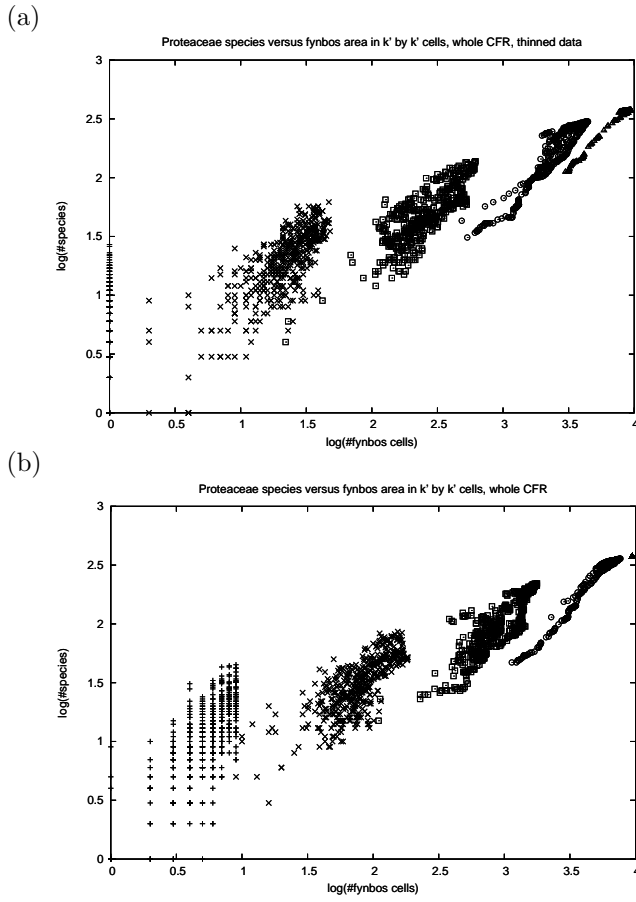 (a)
Proteaceae species versus fynbos area in k' by k' cells, whole CFR, thinned data
3
2.5
2
1.5
1
0.5
0
log(#species)
0 0.5 1 1.5 2 2.5 3 3.5 4
log(#fynbos cells)
(b)
Proteaceae species versus fynbos area in k' by k' cells, whole CFR
3
2.5
2
1.5
1
0.5
0
log(#species)
0 0.5 1 1.5 2 2.5 3 3.5 4
log(#fynbos cells)